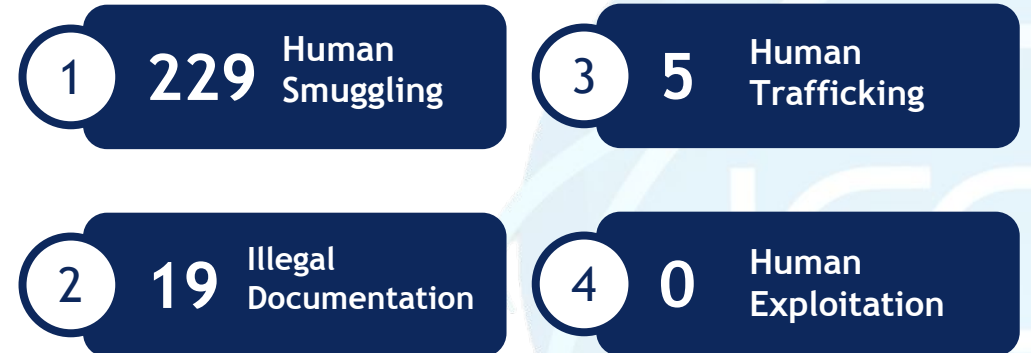 1
229
Human
Smuggling
2
19
Illegal
Documentation
3
5
Human
Trafficking
4
0
Human
Exploitation